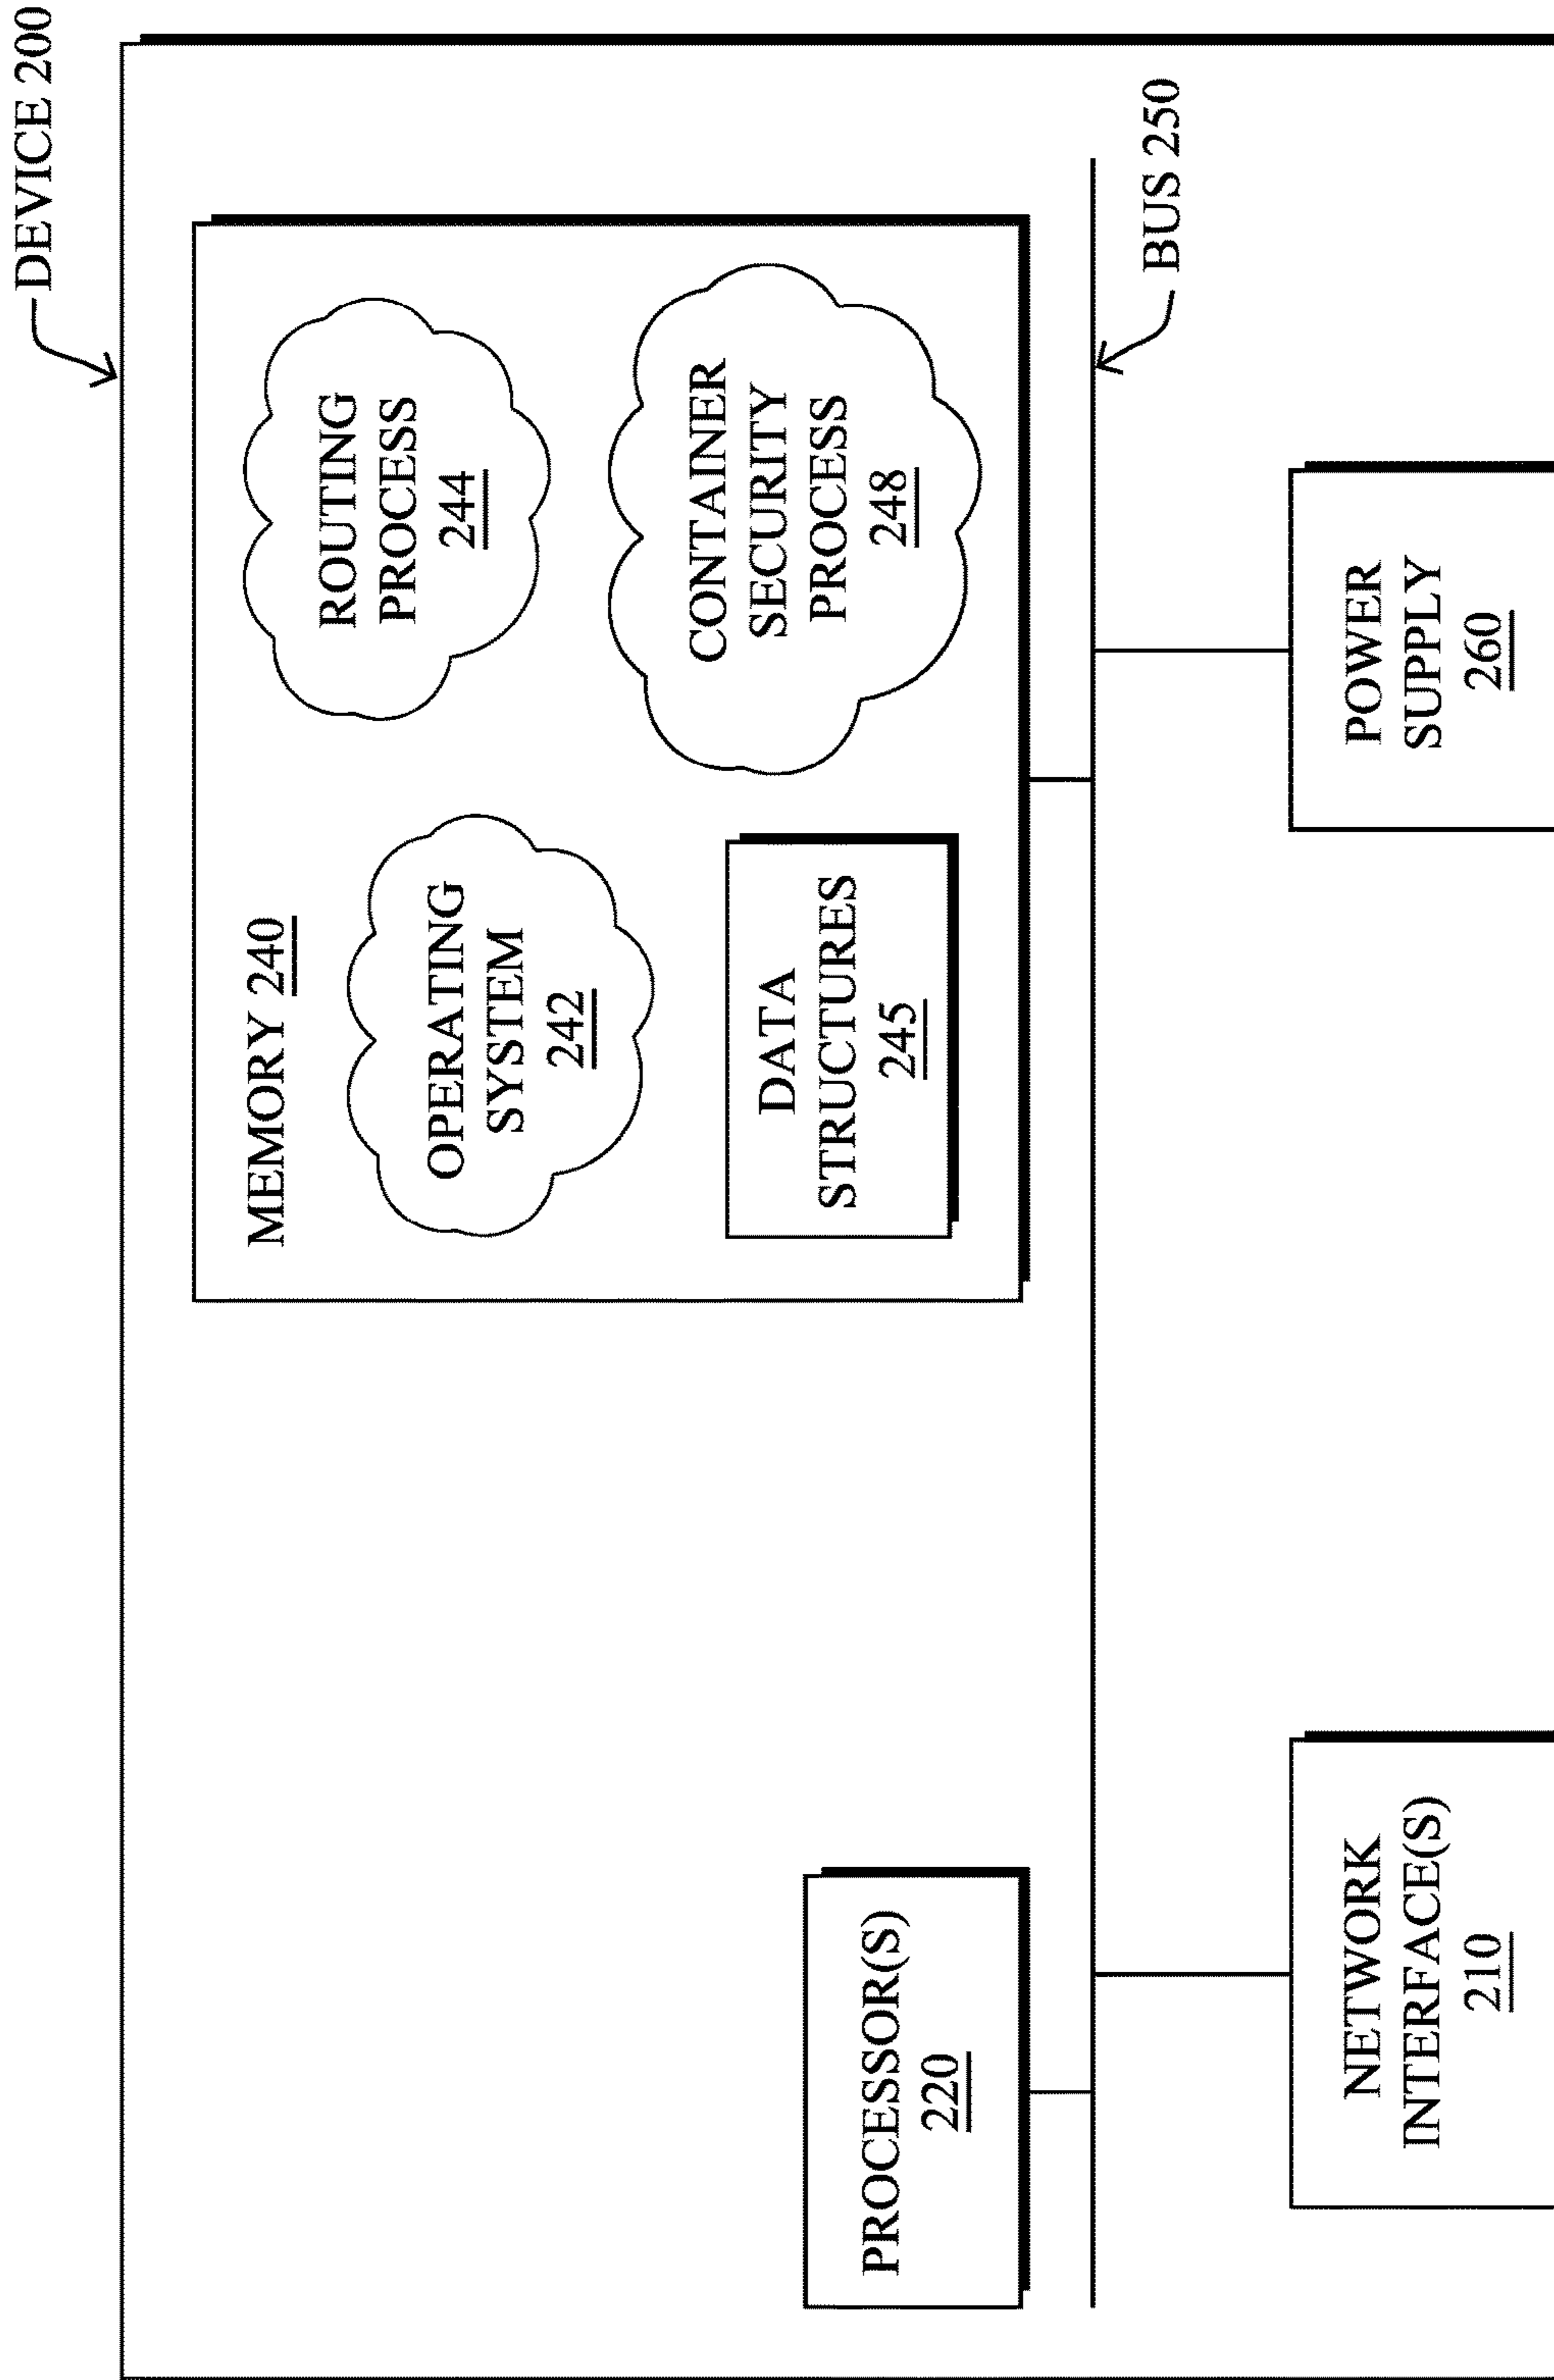 DEVICE 200
MEMORY 240
OPERATING
SYSTEM
242
ROUTING
PROCESS
244
DATA
STRUCTURES
245
CONTAINER
SECURITY
PROCESS
248
PROCESSOR(S)
220
BUS 250
NETWORK
INTERFACE(S)
210
POWER
SUPPLY
260